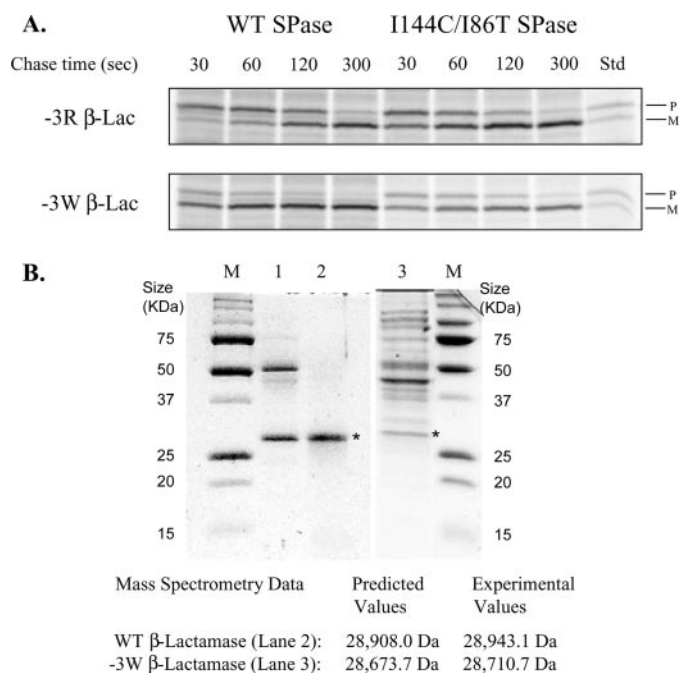 A.
WT SPase I144C/I86T SPase
Chase time (sec) 30 60 120 300 30 60 120 300 Std
-3R β-Lac P
M
-3W β-Lac P
M
B.
Size (KDa) M 1 2 3 M Size (KDa)
75 75
50 50
37 37
* *
25 25
20 20
15 15
Mass Spectrometry Data Predicted Values Experimental Values
WT β-Lactamase (Lane 2): 28,908.0 Da 28,943.1 Da
-3W β-Lactamase (Lane 3): 28,673.7 Da 28,710.7 Da